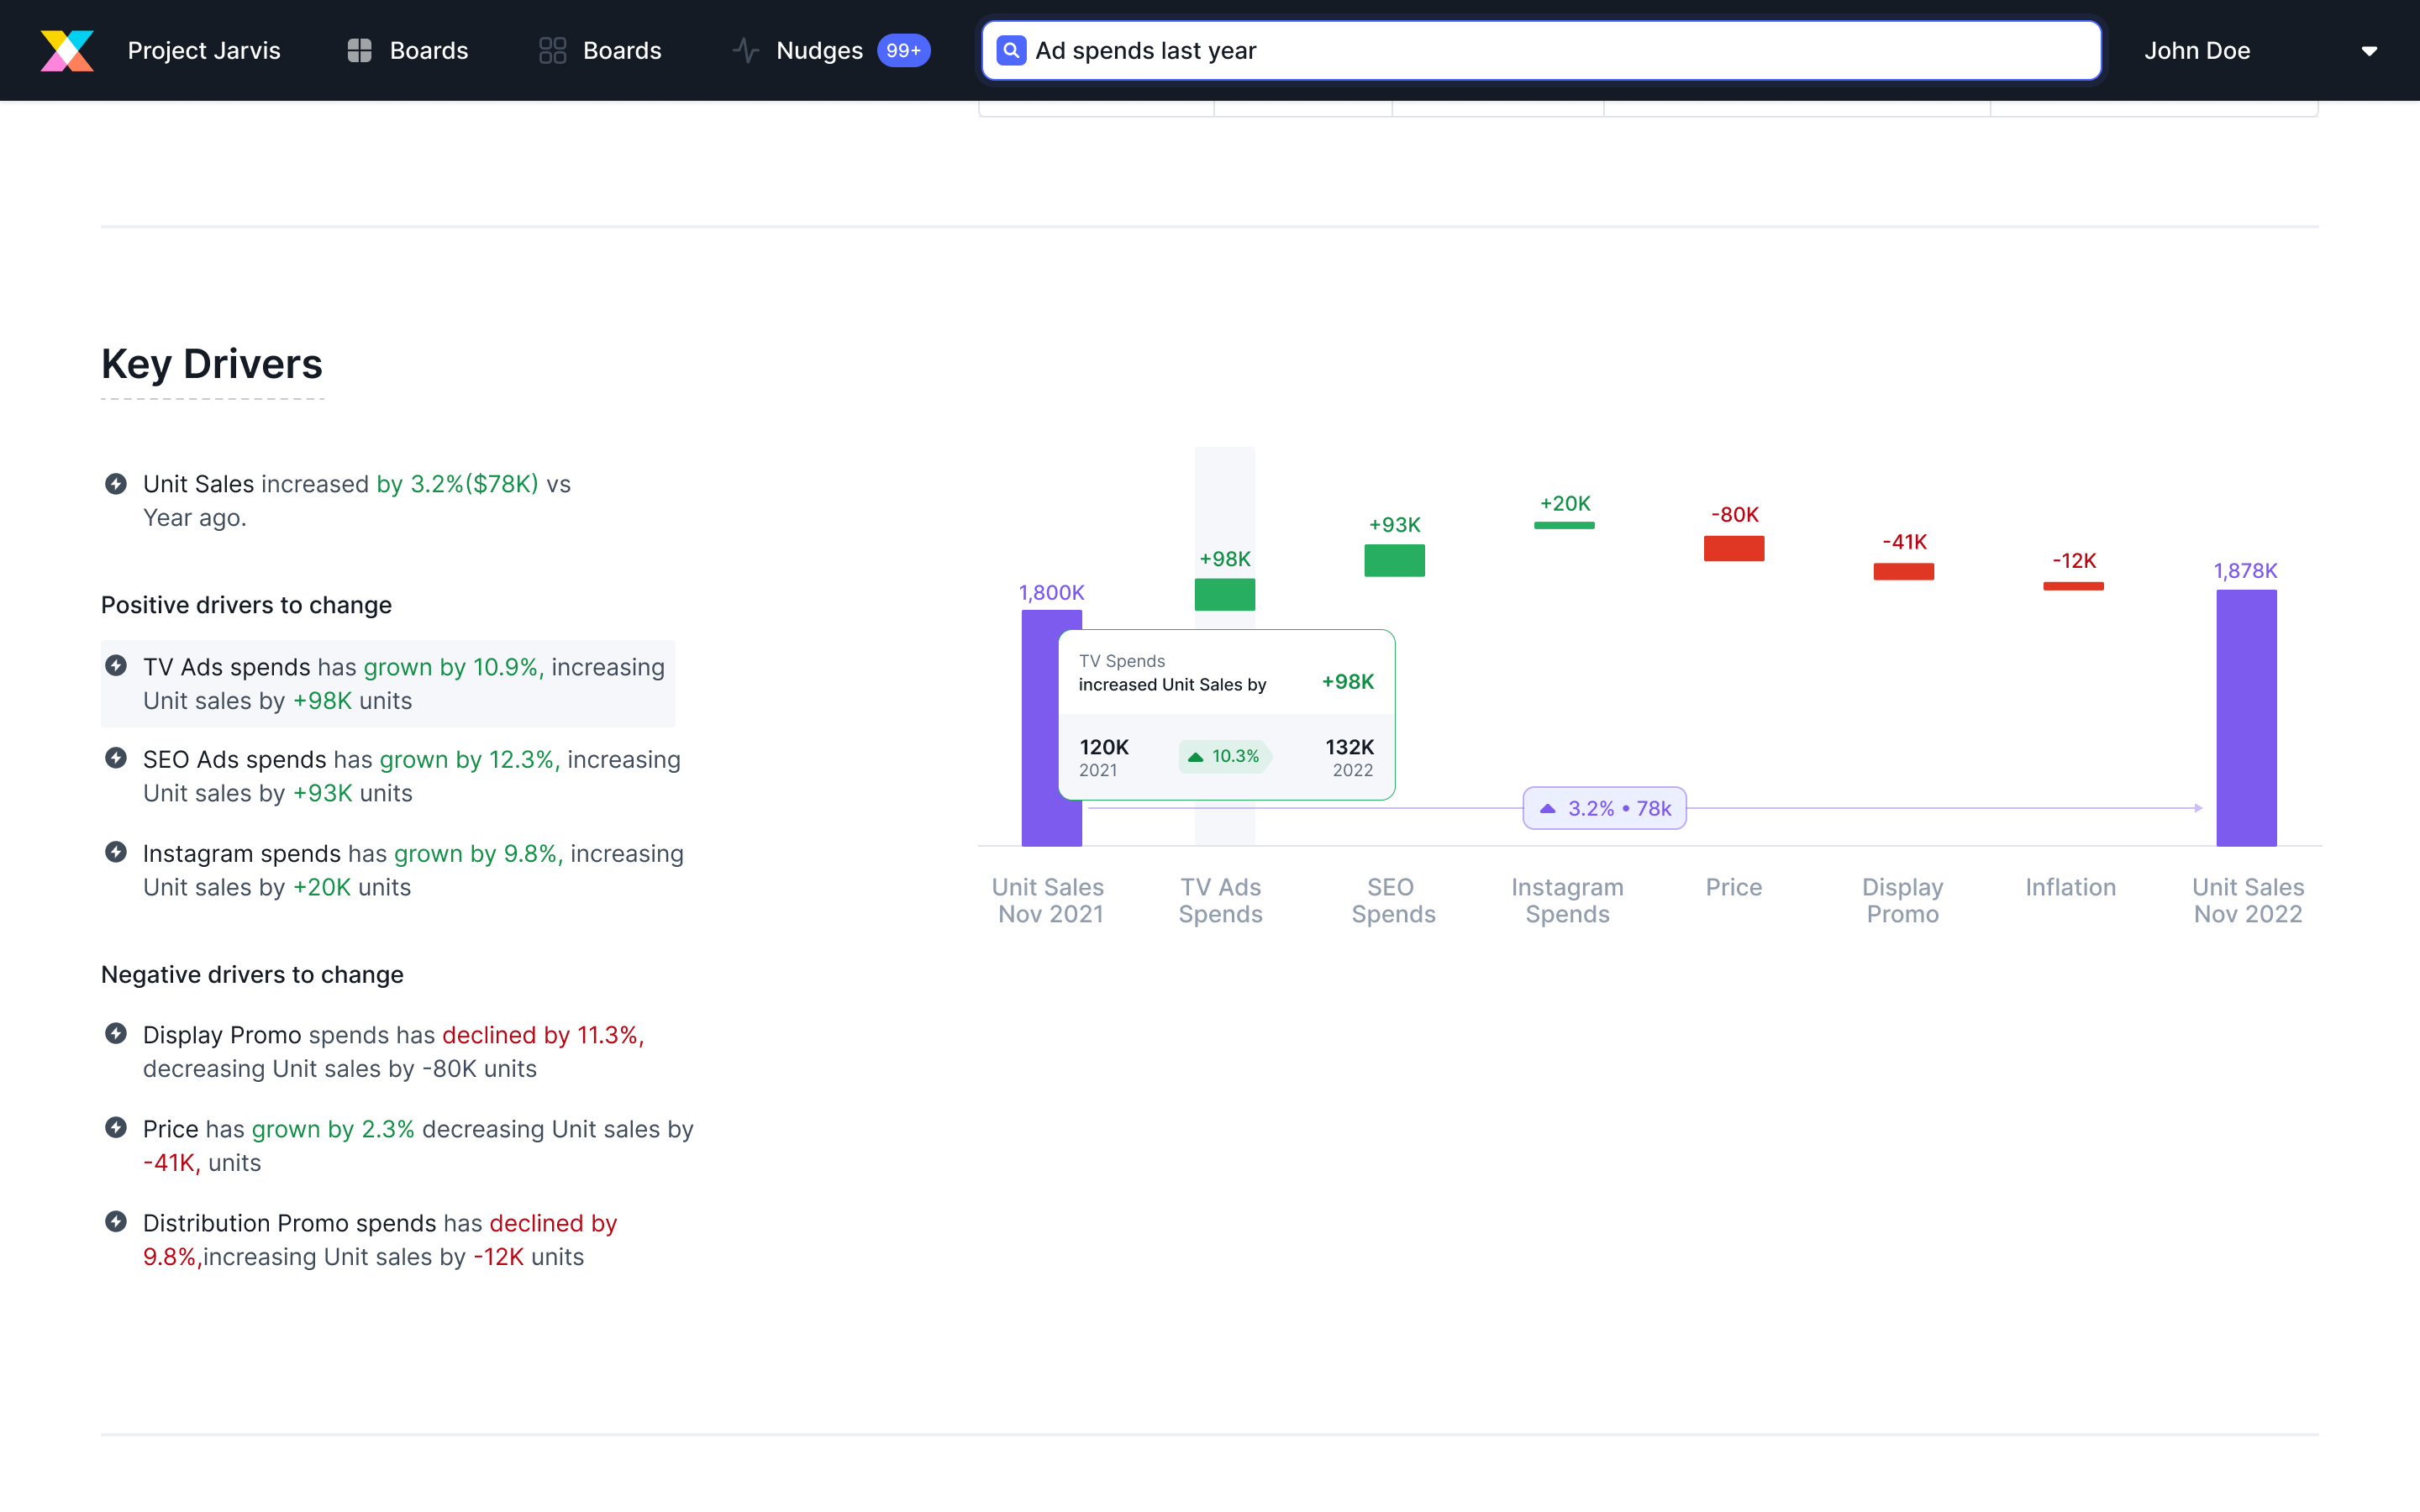 Project Jarvis
Boards
Boards
Nudges 99+
Ad spends last year
John Doe
Key Drivers
Unit Sales increased by 3.2%($78K) vs
Year ago.
Positive drivers to change
TV Ads spends has grown by 10.9%, increasing
Unit sales by +98K units
SEO Ads spends has grown by 12.3%, increasing
Unit sales by +93K units
Instagram spends has grown by 9.8%, increasing
Unit sales by +20K units
Negative drivers to change
Display Promo spends has declined by 11.3%,
decreasing Unit sales by -80K units
Price has grown by 2.3% decreasing Unit sales by
-41K, units
Distribution Promo spends has declined by
9.8%,increasing Unit sales by -12K units
1,800K
+98K
+93K
+20K
-80K
-41K
-12K
1,878K
TV Spends
increased Unit Sales by
+98K
120K
2021
10.3%
132K
2022
3.2% • 78k
Unit Sales
Nov 2021
TV Ads
Spends
SEO
Spends
Instagram
Spends
Price
Display
Promo
Inflation
Unit Sales
Nov 2022